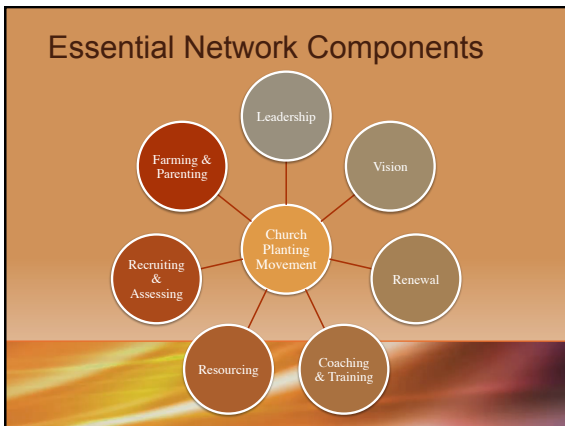 Essential Network Components
Leadership
Vision
Renewal
Coaching
& Training
Resourcing
Recruiting
&
Assessing
Farming &
Parenting
Church
Planting
Movement